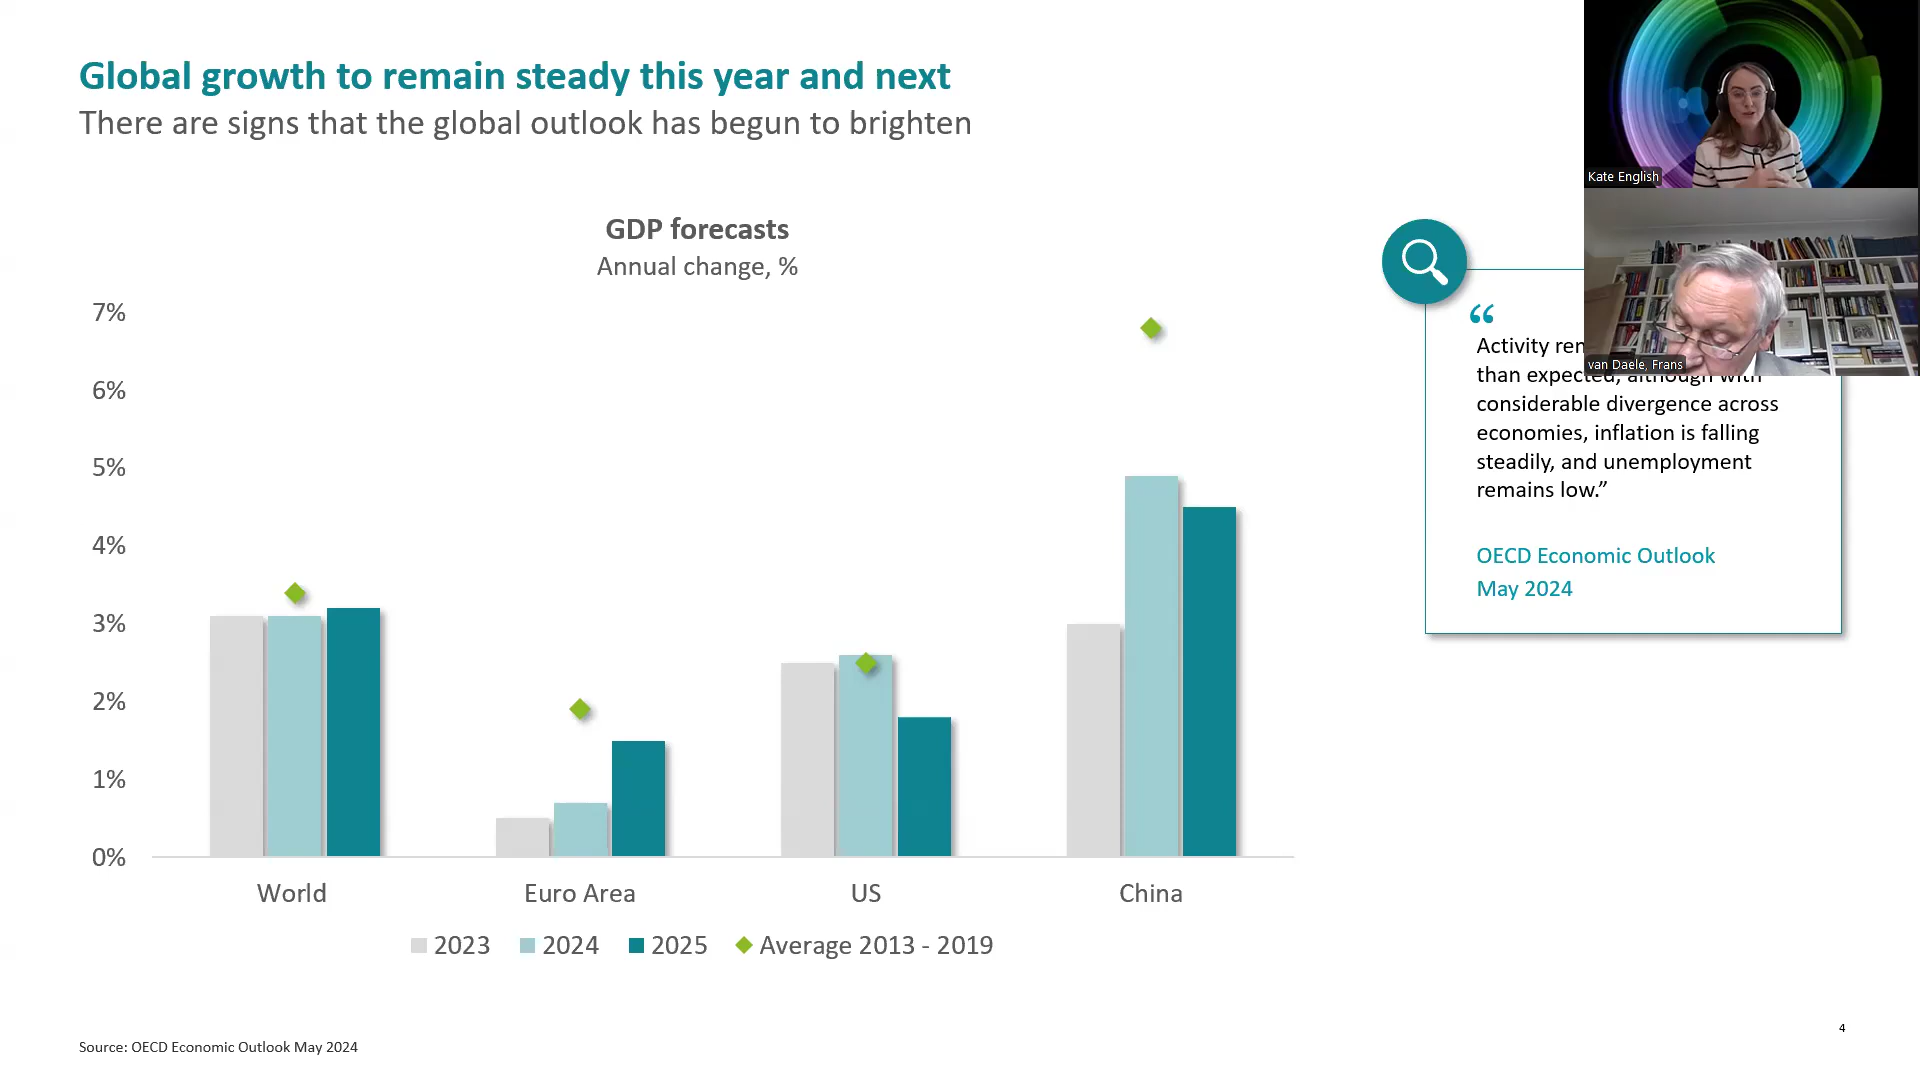 Global growth to remain steady this year and next
There are signs that the global outlook has begun to brighten
GDP forecasts
Annual change, %
7%
6%
5%
4%
3%
2%
1%
0%
World
Euro Area
US
China
2023
2024
2025
Average 2013 - 2019
“
Activity
than expected, although with
considerable divergence across
economies, inflation is falling
steadily, and unemployment
remains low.”
OECD Economic Outlook
May 2024
Kate English
van Daele, Frans
Source: OECD Economic Outlook May 2024
4